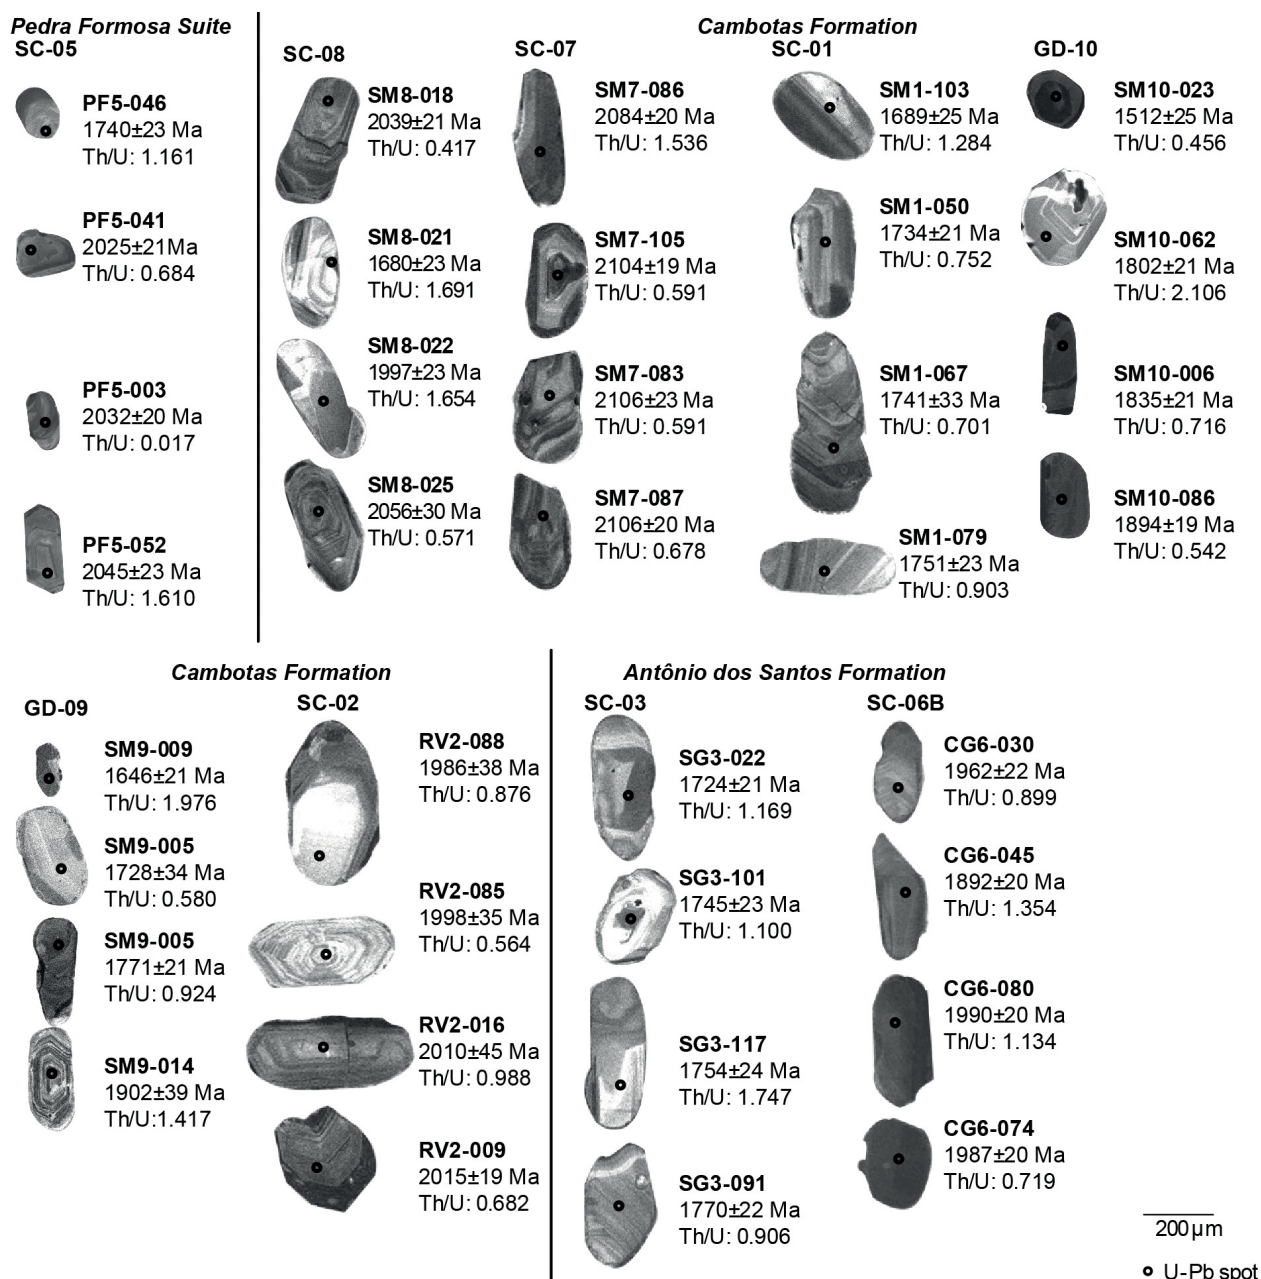 Pedra Formosa Suite
SC-05
PF5-046
1740±23 Ma
Th/U: 1.161
PF5-041
2025±21Ma
Th/U: 0.684
PF5-003
2032±20 Ma
Th/U: 0.017
PF5-052
2045±23 Ma
Th/U: 1.610
Cambotas Formation
SC-08
SM8-018
2039±21 Ma
Th/U: 0.417
SM8-021
1680±23 Ma
Th/U: 1.691
SM8-022
1997±23 Ma
Th/U: 1.654
SM8-025
2056±30 Ma
Th/U: 0.571
SC-07
SM7-086
2084±20 Ma
Th/U: 1.536
SM7-105
2104±19 Ma
Th/U: 0.591
SM7-083
2106±23 Ma
Th/U: 0.591
SM7-087
2106±20 Ma
Th/U: 0.678
SC-01
SM1-103
1689±25 Ma
Th/U: 1.284
SM1-050
1734±21 Ma
Th/U: 0.752
SM1-067
1741±33 Ma
Th/U: 0.701
SM1-079
1751±23 Ma
Th/U: 0.903
GD-10
SM10-023
1512±25 Ma
Th/U: 0.456
SM10-062
1802±21 Ma
Th/U: 2.106
SM10-006
1835±21 Ma
Th/U: 0.716
SM10-086
1894±19 Ma
Th/U: 0.542
Cambotas Formation
GD-09
SM9-009
1646±21 Ma
Th/U: 1.976
SM9-005
1728±34 Ma
Th/U: 0.580
SM9-005
1771±21 Ma
Th/U: 0.924
SM9-014
1902±39 Ma
Th/U:1.417
SC-02
RV2-088
1986±38 Ma
Th/U: 0.876
RV2-085
1998±35 Ma
Th/U: 0.564
RV2-016
2010±45 Ma
Th/U: 0.988
RV2-009
2015±19 Ma
Th/U: 0.682
Antônio dos Santos Formation
SC-03
SG3-022
1724±21 Ma
Th/U: 1.169
SG3-101
1745±23 Ma
Th/U: 1.100
SG3-117
1754±24 Ma
Th/U: 1.747
SG3-091
1770±22 Ma
Th/U: 0.906
SC-06B
CG6-030
1962±22 Ma
Th/U: 0.899
CG6-045
1892±20 Ma
Th/U: 1.354
CG6-080
1990±20 Ma
Th/U: 1.134
CG6-074
1987±20 Ma
Th/U: 0.719
200µm
U-Pb spot